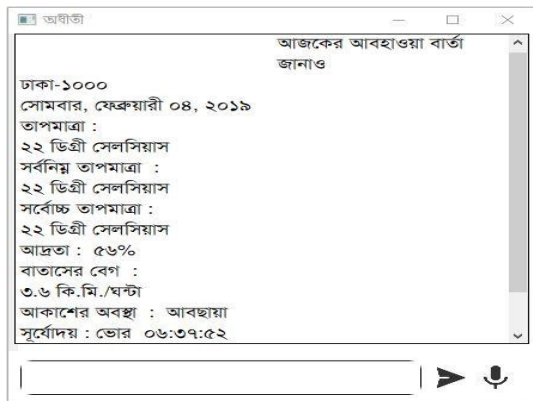 অধীতী
আজকের আবহাওয়া বার্তা
জানাও
ঢাকা-১০০০
সোমবার, ফেব্রুয়ারী ০৪, ২০১৯
তাপমাত্রা :
২২ ডিগ্রী সেলসিয়াস
সর্বনিম্ন তাপমাত্রা :
২২ ডিগ্রী সেলসিয়াস
সর্বোচ্চ তাপমাত্রা :
২২ ডিগ্রী সেলসিয়াস
আদ্রতা : ৫৬%
বাতাসের বেগ :
৩.৬ কি.মি./ঘন্টা
আকাশের অবস্থা : আবছায়া
সূর্যোদয় : ভোর ০৬:৩৭:৫২